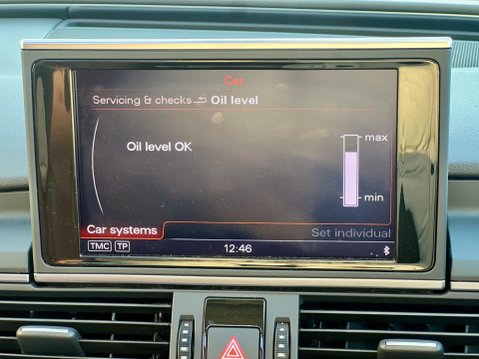 Car
Servicing & checks Oil level
max
Oil level OK
min
Car systems
Set individual
TMC TP
12:46